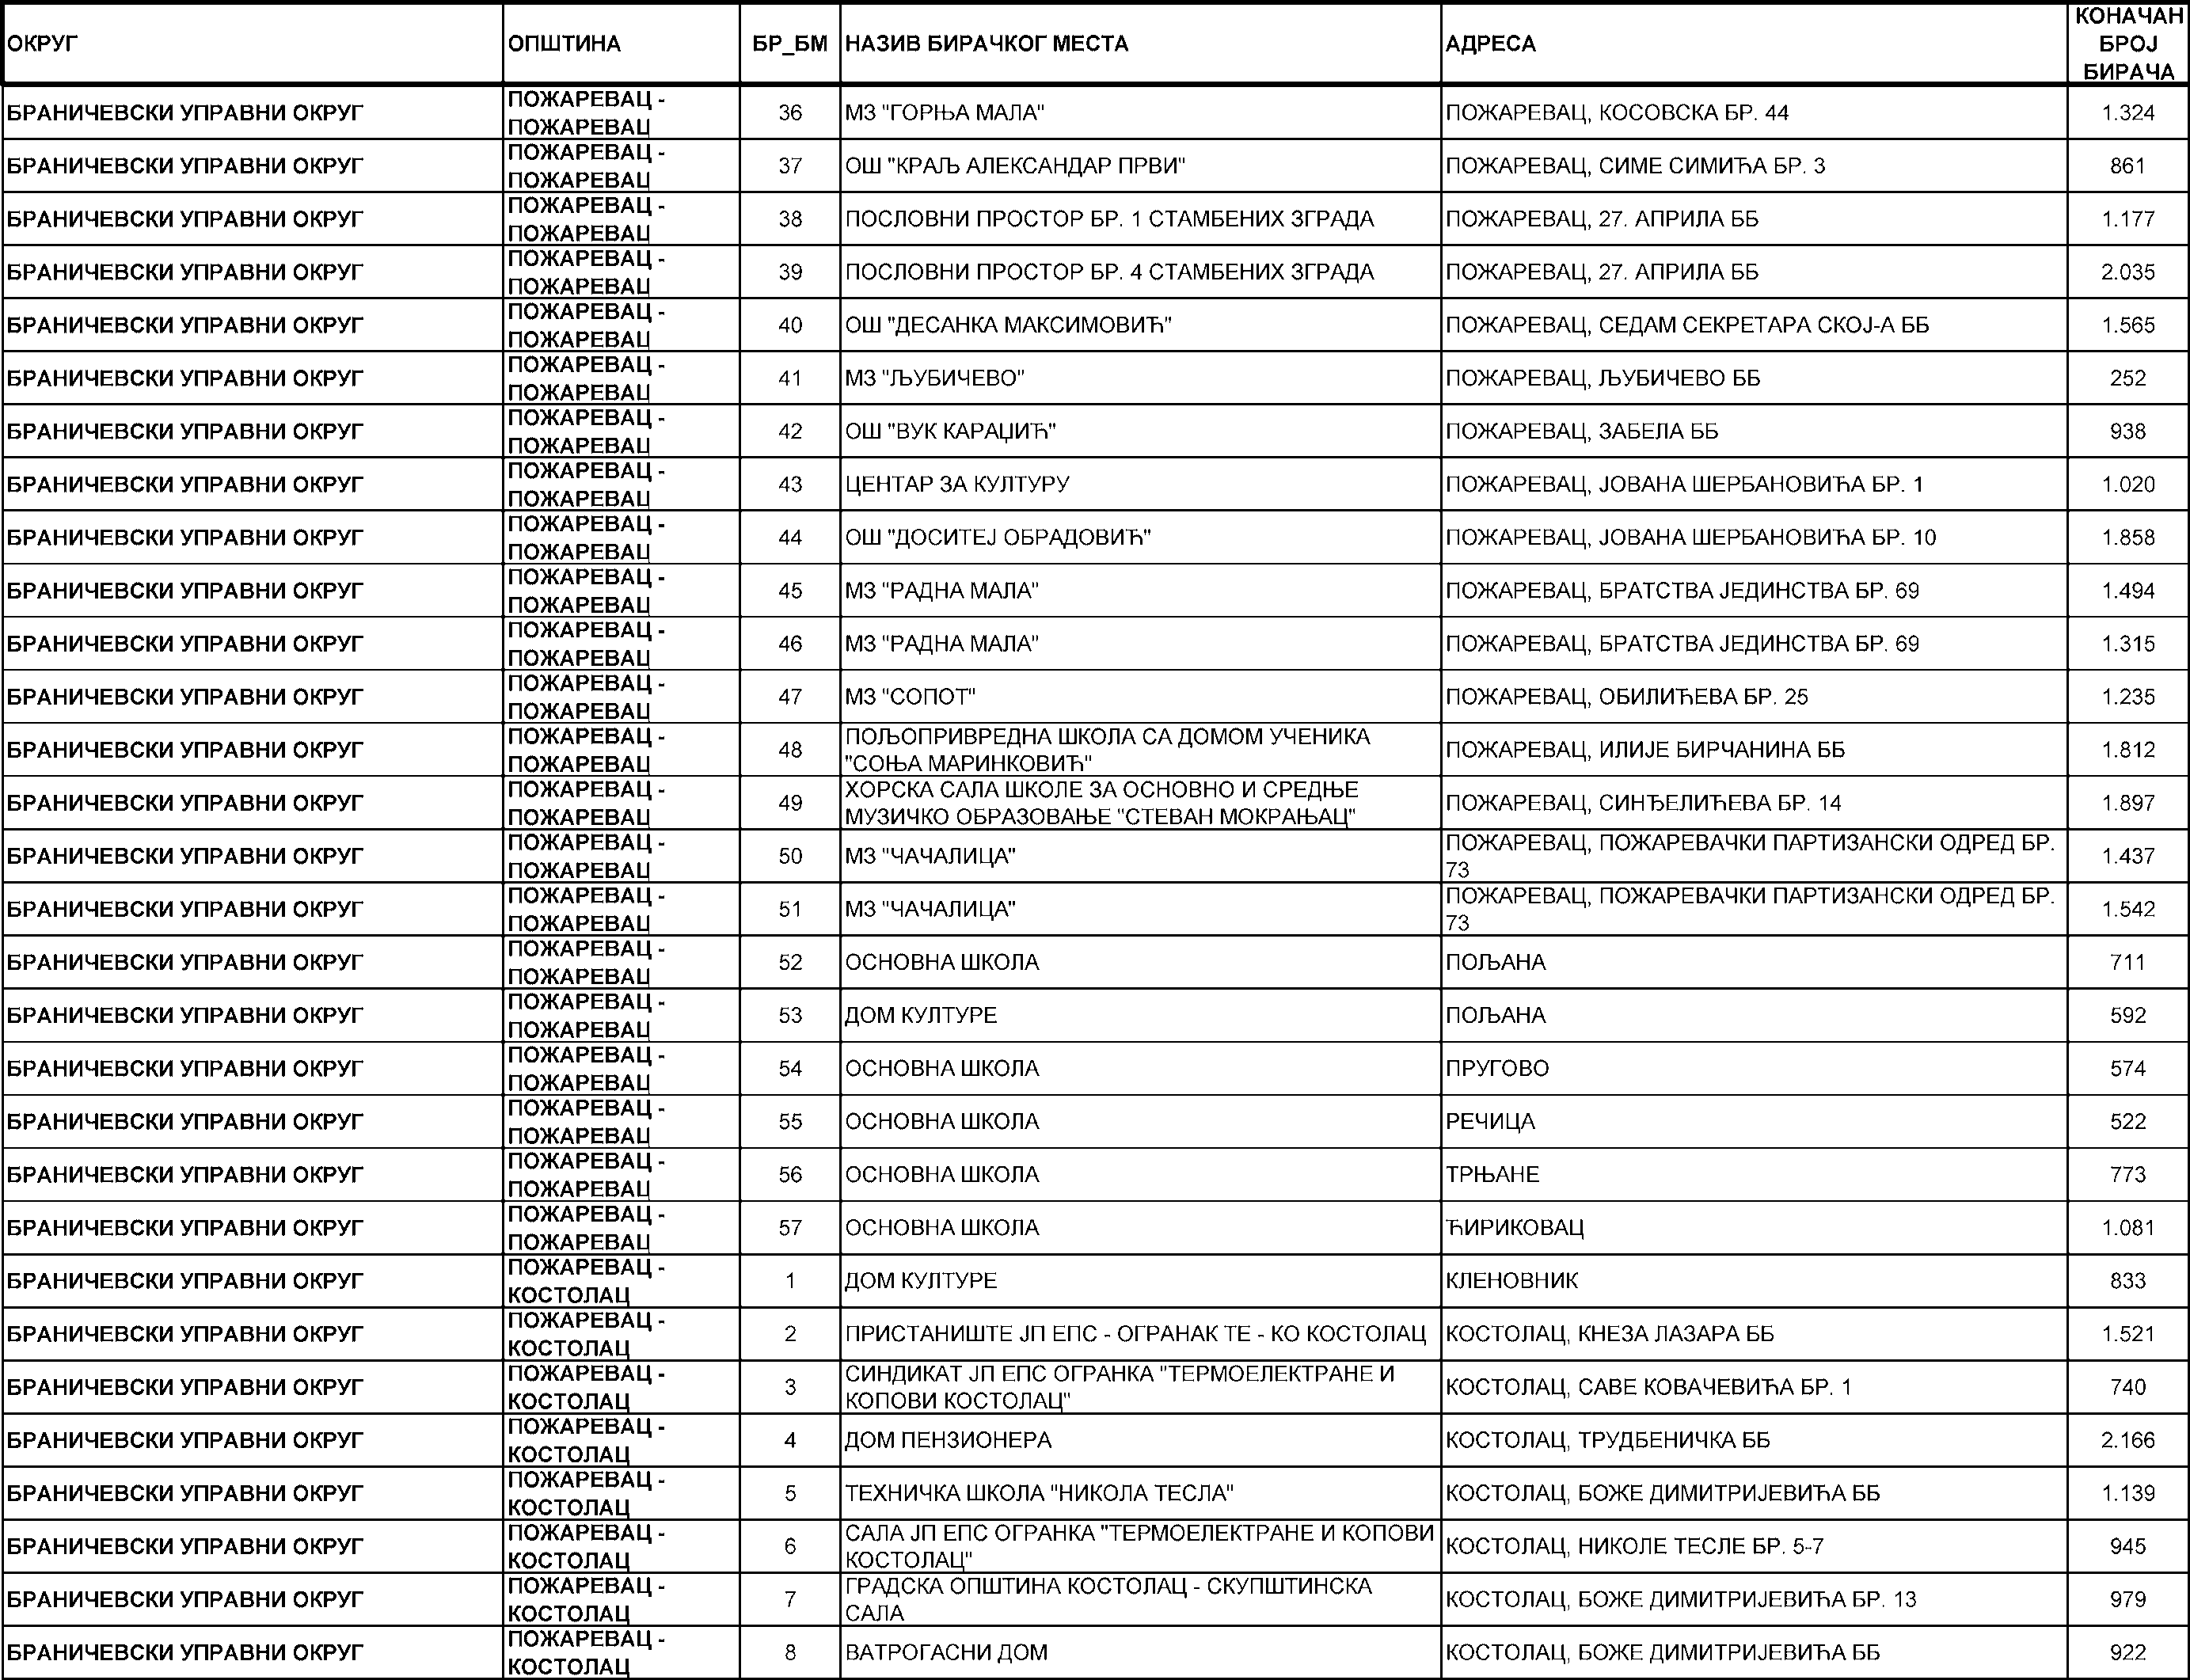 ОКРУГ ОПШТИНА БР_БМ НАЗИВ БИРАЧКОГ МЕСТА АДРЕСА КОНАЧАН БРОЈ БИРАЧА
БРАНИЧЕВСКИ УПРАВНИ ОКРУГ ПОЖАРЕВАЦ - ПОЖАРЕВАЦ 36 МЗ "ГОРЊА МАЛА" ПОЖАРЕВАЦ, КОСОВСКА БР. 44 1.324
БРАНИЧЕВСКИ УПРАВНИ ОКРУГ ПОЖАРЕВАЦ - ПОЖАРЕВАЦ 37 ОШ "КРАЉ АЛЕКСАНДАР ПРВИ" ПОЖАРЕВАЦ, СИМЕ СИМИЋА БР. 3 861
БРАНИЧЕВСКИ УПРАВНИ ОКРУГ ПОЖАРЕВАЦ - ПОЖАРЕВАЦ 38 ПОСЛОВНИ ПРОСТОР БР. 1 СТАМБЕНИХ ЗГРАДА ПОЖАРЕВАЦ, 27. АПРИЛА ББ 1.177
БРАНИЧЕВСКИ УПРАВНИ ОКРУГ ПОЖАРЕВАЦ - ПОЖАРЕВАЦ 39 ПОСЛОВНИ ПРОСТОР БР. 4 СТАМБЕНИХ ЗГРАДА ПОЖАРЕВАЦ, 27. АПРИЛА ББ 2.035
БРАНИЧЕВСКИ УПРАВНИ ОКРУГ ПОЖАРЕВАЦ - ПОЖАРЕВАЦ 40 ОШ "ДЕСАНКА МАКСИМОВИЋ" ПОЖАРЕВАЦ, СЕДАМ СЕКРЕТАРА СКОЈ-А ББ 1.565
БРАНИЧЕВСКИ УПРАВНИ ОКРУГ ПОЖАРЕВАЦ - ПОЖАРЕВАЦ 41 МЗ "ЉУБИЧЕВО" ПОЖАРЕВАЦ, ЉУБИЧЕВО ББ 252
БРАНИЧЕВСКИ УПРАВНИ ОКРУГ ПОЖАРЕВАЦ - ПОЖАРЕВАЦ 42 ОШ "ВУК КАРАЏИЋ" ПОЖАРЕВАЦ, ЗАБЕЛА ББ 938
БРАНИЧЕВСКИ УПРАВНИ ОКРУГ ПОЖАРЕВАЦ - ПОЖАРЕВАЦ 43 ЦЕНТАР ЗА КУЛТУРУ ПОЖАРЕВАЦ, ЈОВАНА ШЕРБАНОВИЋА БР. 1 1.020
БРАНИЧЕВСКИ УПРАВНИ ОКРУГ ПОЖАРЕВАЦ - ПОЖАРЕВАЦ 44 ОШ "ДОСИТЕЈ ОБРАДОВИЋ" ПОЖАРЕВАЦ, ЈОВАНА ШЕРБАНОВИЋА БР. 10 1.858
БРАНИЧЕВСКИ УПРАВНИ ОКРУГ ПОЖАРЕВАЦ - ПОЖАРЕВАЦ 45 МЗ "РАДНА МАЛА" ПОЖАРЕВАЦ, БРАТСТВА ЈЕДИНСТВА БР. 69 1.494
БРАНИЧЕВСКИ УПРАВНИ ОКРУГ ПОЖАРЕВАЦ - ПОЖАРЕВАЦ 46 МЗ "РАДНА МАЛА" ПОЖАРЕВАЦ, БРАТСТВА ЈЕДИНСТВА БР. 69 1.315
БРАНИЧЕВСКИ УПРАВНИ ОКРУГ ПОЖАРЕВАЦ - ПОЖАРЕВАЦ 47 МЗ "СОПОТ" ПОЖАРЕВАЦ, ОБИЛИЋЕВА БР. 25 1.235
БРАНИЧЕВСКИ УПРАВНИ ОКРУГ ПОЖАРЕВАЦ - ПОЖАРЕВАЦ 48 ПОЉОПРИВРЕДНА ШКОЛА СА ДОМОМ УЧЕНИКА "СОЊА МАРИНКОВИЋ" ПОЖАРЕВАЦ, ИЛИЈЕ БИРЧАНИНА ББ 1.812
БРАНИЧЕВСКИ УПРАВНИ ОКРУГ ПОЖАРЕВАЦ - ПОЖАРЕВАЦ 49 ХОРСКА САЛА ШКОЛЕ ЗА ОСНОВНО И СРЕДЊЕ МУЗИЧКО ОБРАЗОВАЊЕ "СТЕВАН МОКРАЊАЦ" ПОЖАРЕВАЦ, СИНЂЕЛИЋЕВА БР. 14 1.897
БРАНИЧЕВСКИ УПРАВНИ ОКРУГ ПОЖАРЕВАЦ - ПОЖАРЕВАЦ 50 МЗ "ЧАЧАЛИЦА" ПОЖАРЕВАЦ, ПОЖАРЕВАЧКИ ПАРТИЗАНСКИ ОДРЕД БР. 73 1.437
БРАНИЧЕВСКИ УПРАВНИ ОКРУГ ПОЖАРЕВАЦ - ПОЖАРЕВАЦ 51 МЗ "ЧАЧАЛИЦА" ПОЖАРЕВАЦ, ПОЖАРЕВАЧКИ ПАРТИЗАНСКИ ОДРЕД БР. 73 1.542
БРАНИЧЕВСКИ УПРАВНИ ОКРУГ ПОЖАРЕВАЦ - ПОЖАРЕВАЦ 52 ОСНОВНА ШКОЛА ПОЉАНА 711
БРАНИЧЕВСКИ УПРАВНИ ОКРУГ ПОЖАРЕВАЦ - ПОЖАРЕВАЦ 53 ДОМ КУЛТУРЕ ПОЉАНА 592
БРАНИЧЕВСКИ УПРАВНИ ОКРУГ ПОЖАРЕВАЦ - ПОЖАРЕВАЦ 54 ОСНОВНА ШКОЛА ПРУГОВО 574
БРАНИЧЕВСКИ УПРАВНИ ОКРУГ ПОЖАРЕВАЦ - ПОЖАРЕВАЦ 55 ОСНОВНА ШКОЛА РЕЧИЦА 522
БРАНИЧЕВСКИ УПРАВНИ ОКРУГ ПОЖАРЕВАЦ - ПОЖАРЕВАЦ 56 ОСНОВНА ШКОЛА ТРЊАНЕ 773
БРАНИЧЕВСКИ УПРАВНИ ОКРУГ ПОЖАРЕВАЦ - ПОЖАРЕВАЦ 57 ОСНОВНА ШКОЛА ЋИРИКОВАЦ 1.081
БРАНИЧЕВСКИ УПРАВНИ ОКРУГ ПОЖАРЕВАЦ - КОСТОЛАЦ 1 ДОМ КУЛТУРЕ КЛЕНОВНИК 833
БРАНИЧЕВСКИ УПРАВНИ ОКРУГ ПОЖАРЕВАЦ - КОСТОЛАЦ 2 ПРИСТАНИШТЕ ЈП ЕПС - ОГРАНАК ТЕ - КО КОСТОЛАЦ КОСТОЛАЦ, КНЕЗА ЛАЗАРА ББ 1.521
БРАНИЧЕВСКИ УПРАВНИ ОКРУГ ПОЖАРЕВАЦ - КОСТОЛАЦ 3 СИНДИКАТ ЈП ЕПС ОГРАНКА "ТЕРМОЕЛЕКТРАНЕ И КОПОВИ КОСТОЛАЦ" КОСТОЛАЦ, САВЕ КОВАЧЕВИЋА БР. 1 740
БРАНИЧЕВСКИ УПРАВНИ ОКРУГ ПОЖАРЕВАЦ - КОСТОЛАЦ 4 ДОМ ПЕНЗИОНЕРА КОСТОЛАЦ, ТРУДБЕНИЧКА ББ 2.166
БРАНИЧЕВСКИ УПРАВНИ ОКРУГ ПОЖАРЕВАЦ - КОСТОЛАЦ 5 ТЕХНИЧКА ШКОЛА "НИКОЛА ТЕСЛА" КОСТОЛАЦ, БОЖЕ ДИМИТРИЈЕВИЋА ББ 1.139
БРАНИЧЕВСКИ УПРАВНИ ОКРУГ ПОЖАРЕВАЦ - КОСТОЛАЦ 6 САЛА ЈП ЕПС ОГРАНКА "ТЕРМОЕЛЕКТРАНЕ И КОПОВИ КОСТОЛАЦ" КОСТОЛАЦ, НИКОЛЕ ТЕСЛЕ БР. 5-7 945
БРАНИЧЕВСКИ УПРАВНИ ОКРУГ ПОЖАРЕВАЦ - КОСТОЛАЦ 7 ГРАДСКА ОПШТИНА КОСТОЛАЦ - СКУПШТИНСКА САЛА КОСТОЛАЦ, БОЖЕ ДИМИТРИЈЕВИЋА БР. 13 979
БРАНИЧЕВСКИ УПРАВНИ ОКРУГ ПОЖАРЕВАЦ - КОСТОЛАЦ 8 ВАТРОГАСНИ ДОМ КОСТОЛАЦ, БОЖЕ ДИМИТРИЈЕВИЋА ББ 922